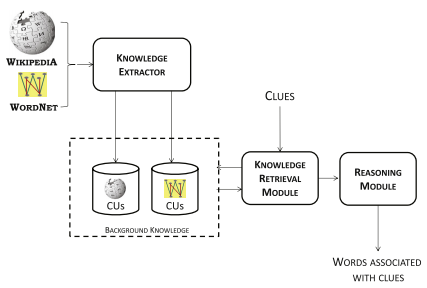 WIKIPEDIA
WORDNET
KNOWLEDGE
EXTRACTOR
CLUES
CUs
CUs
BACKGROUND KNOWLEDGE
KNOWLEDGE
RETRIEVAL
MODULE
REASONING
MODULE
WORDS ASSOCIATED
WITH CLUES